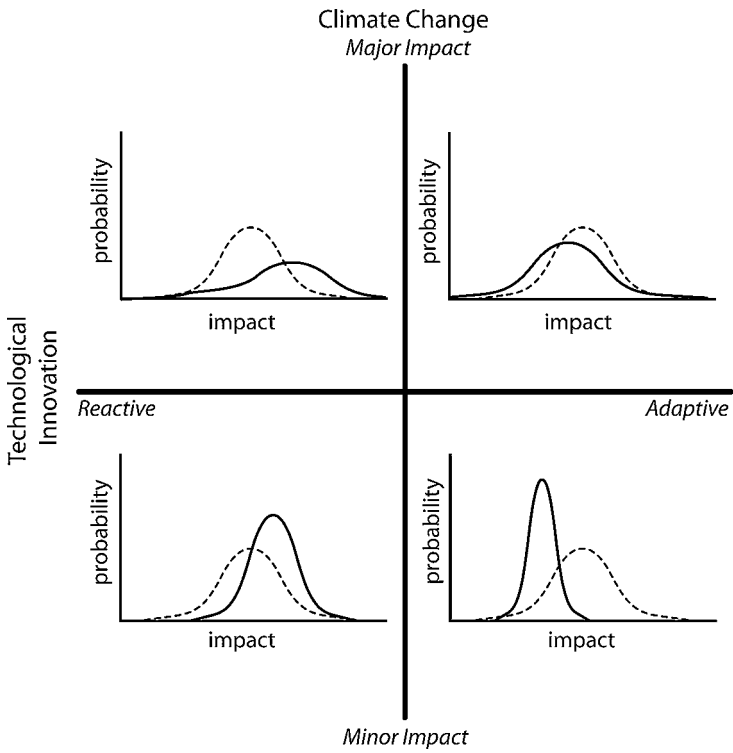 Climate Change
Major Impact
probability
impact
probability
impact
Technological
Innovation
Reactive
Adaptive
probability
impact
probability
impact
Minor Impact